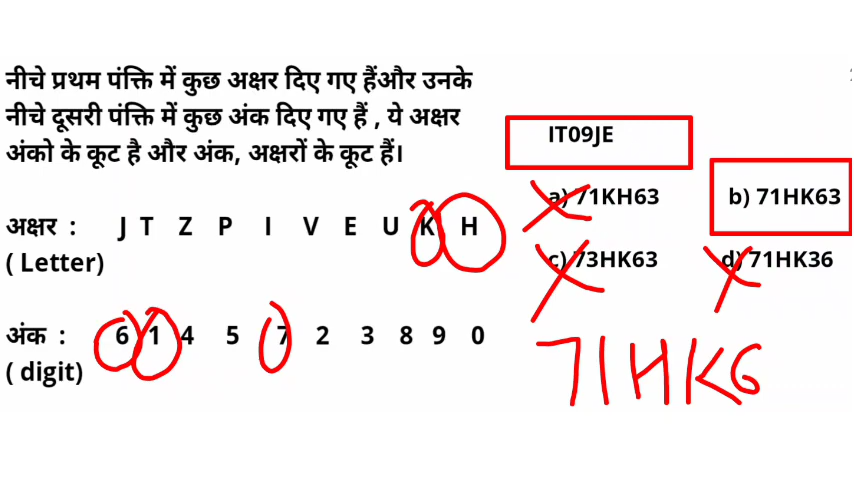 नीचे प्रथम पंक्ति में कुछ अक्षर दिए गए हैंऔर उनके
नीचे दूसरी पंक्ति में कुछ अंक दिए गए हैं , ये अक्षर
अंको के कूट है और अंक, अक्षरों के कूट हैं।
अक्षर : J T Z P I V E U K H
( Letter)
अंक : 6 1 4 5 7 2 3 8 9 0
( digit)
IT09JE
a) 71KH63 b) 71HK63
c) 73HK63 d) 71HK36
71HK6